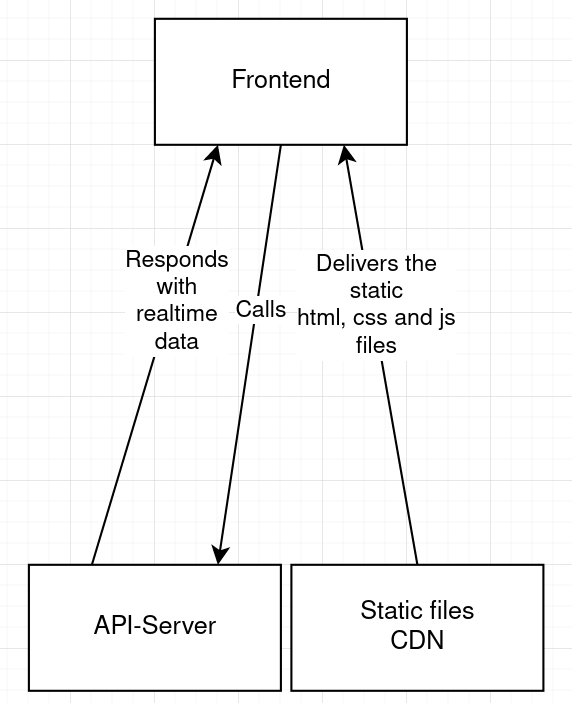 Frontend
Responds
with
realtime
data
Calls
Delivers the
static
html, css and js
files
API-Server
Static files
CDN